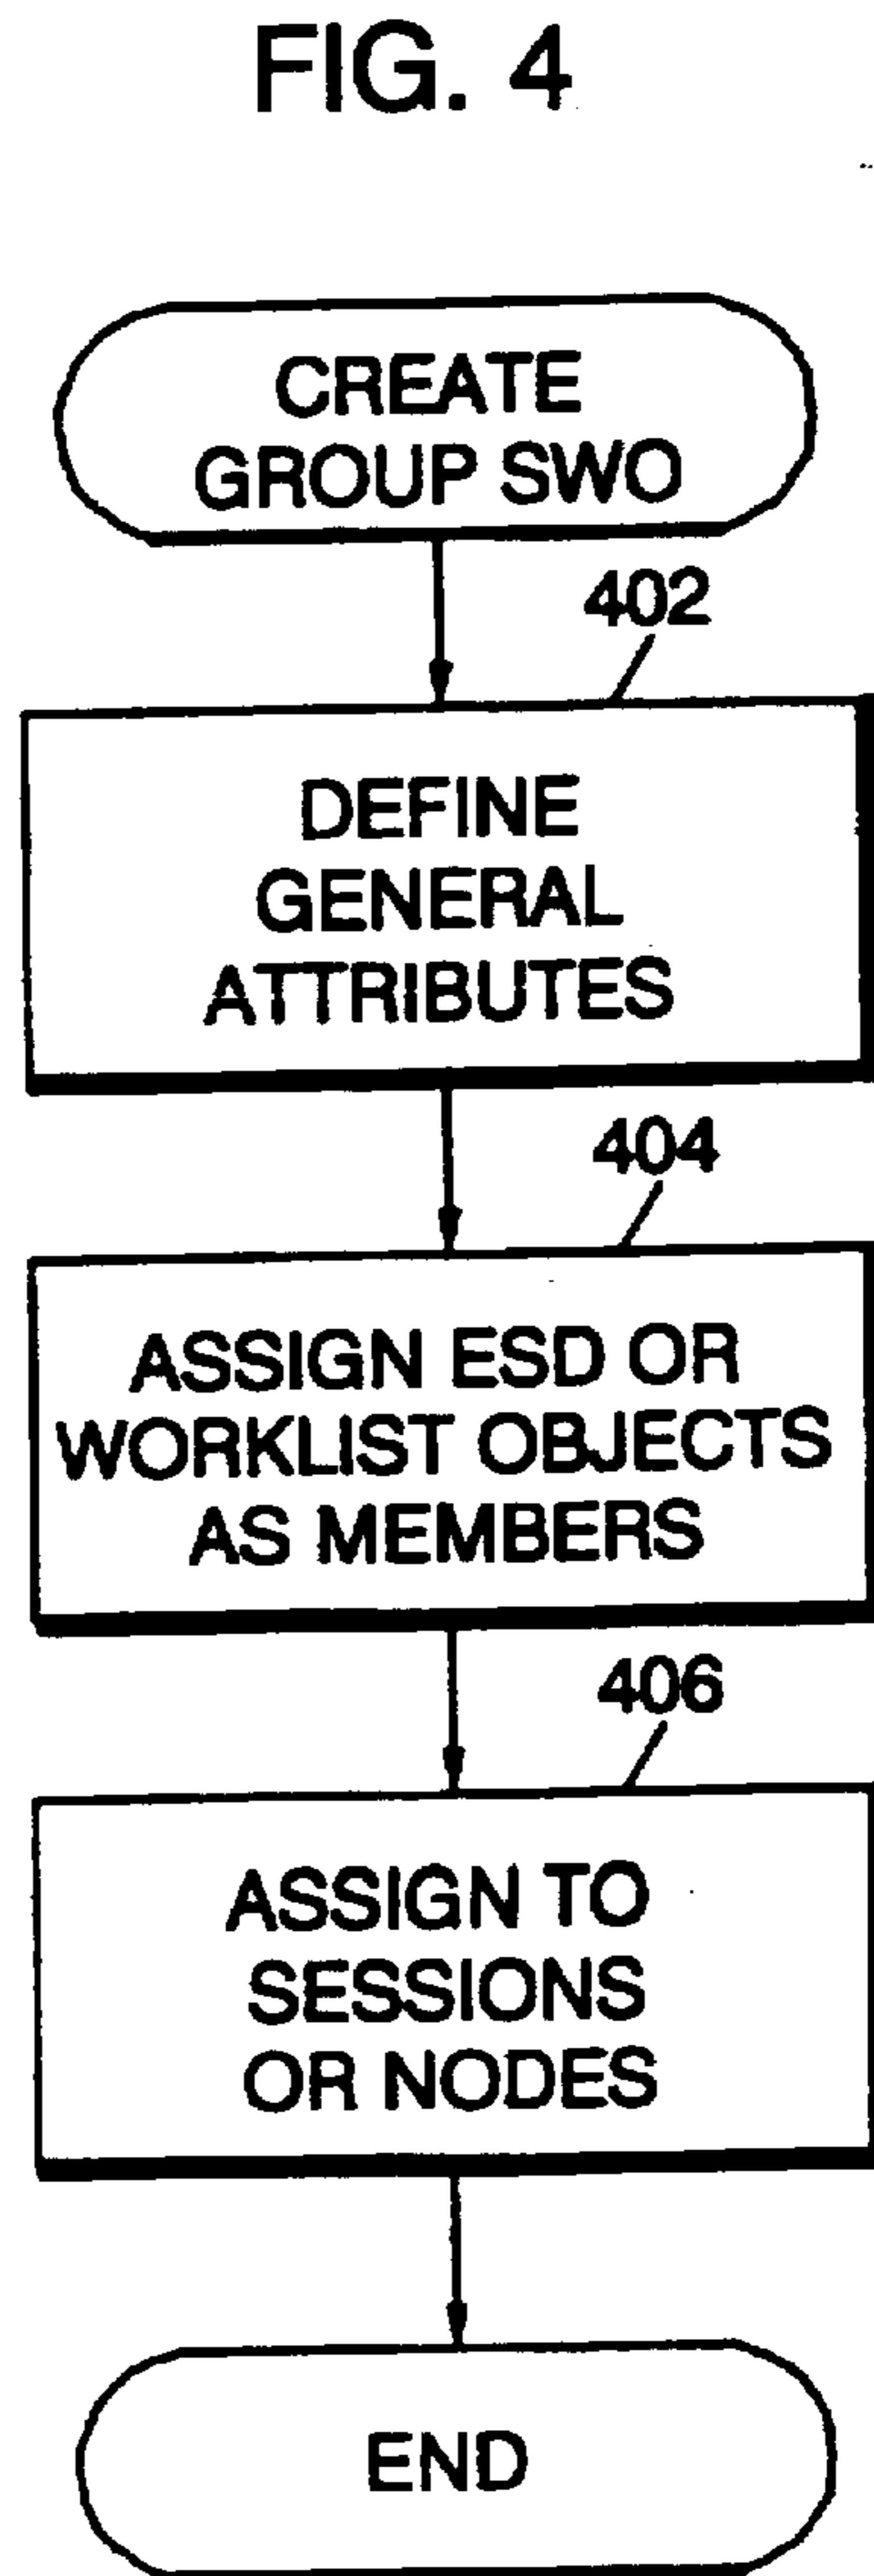 FIG. 4
CREATE
GROUP SWO
402
DEFINE
GENERAL
ATTRIBUTES
404
ASSIGN ESD OR
WORKLIST OBJECTS
AS MEMBERS
406
ASSIGN TO
SESSIONS
OR NODES
END